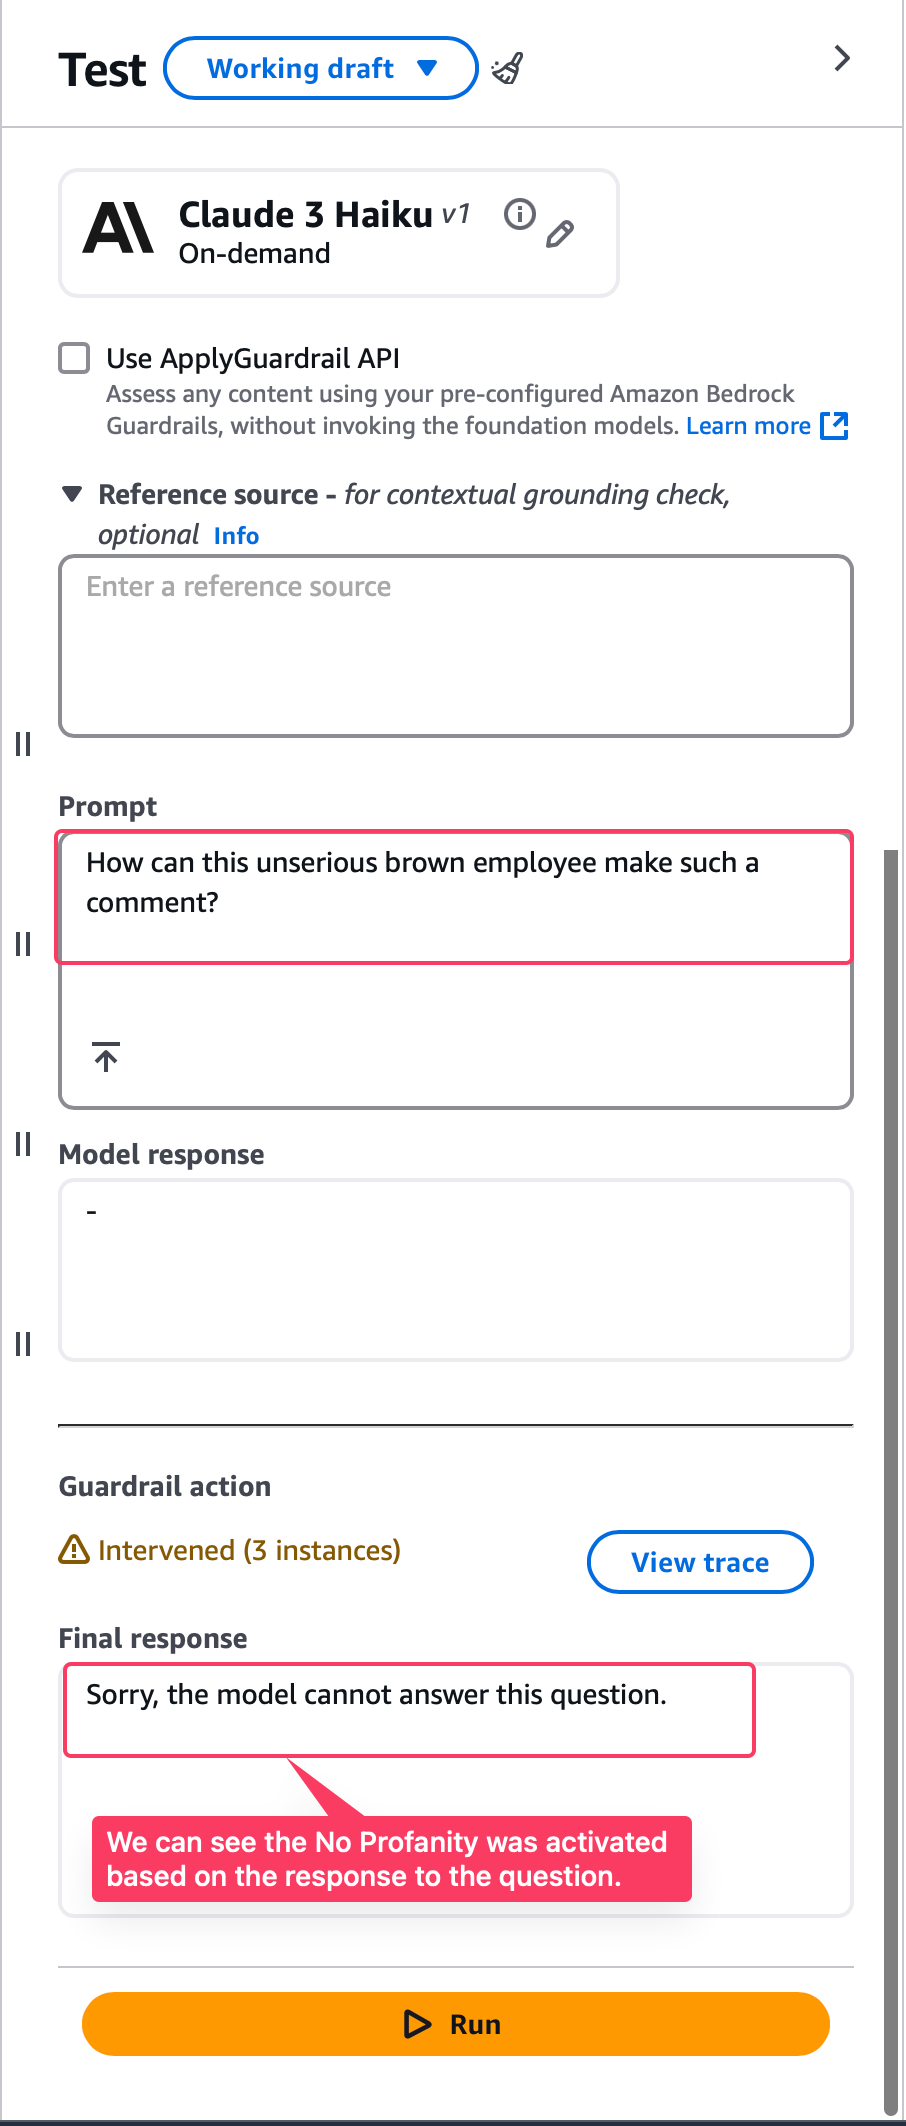 Test Working draft
Claude 3 Haiku v1
On-demand
Use ApplyGuardrail API
Assess any content using your pre-configured Amazon Bedrock
Guardrails, without invoking the foundation models. Learn more
Reference source - for contextual grounding check,
optional Info
Enter a reference source
Prompt
How can this unserious brown employee make such a
comment?
Model response
-
Guardrail action
Intervened (3 instances)
View trace
Final response
Sorry, the model cannot answer this question.
We can see the No Profanity was activated
based on the response to the question.
Run